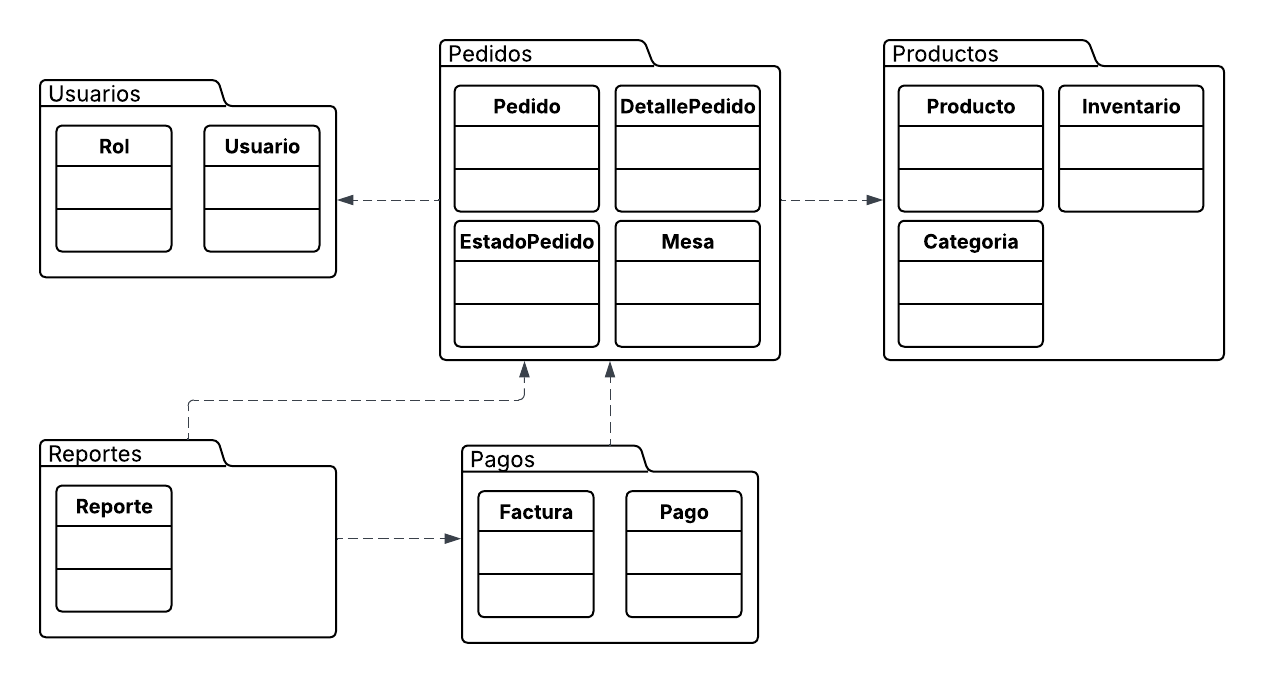 Usuarios
Rol
Usuario
Pedidos
Pedido
DetallePedido
EstadoPedido
Mesa
Productos
Producto
Inventario
Categoria
Reportes
Reporte
Pagos
Factura
Pago